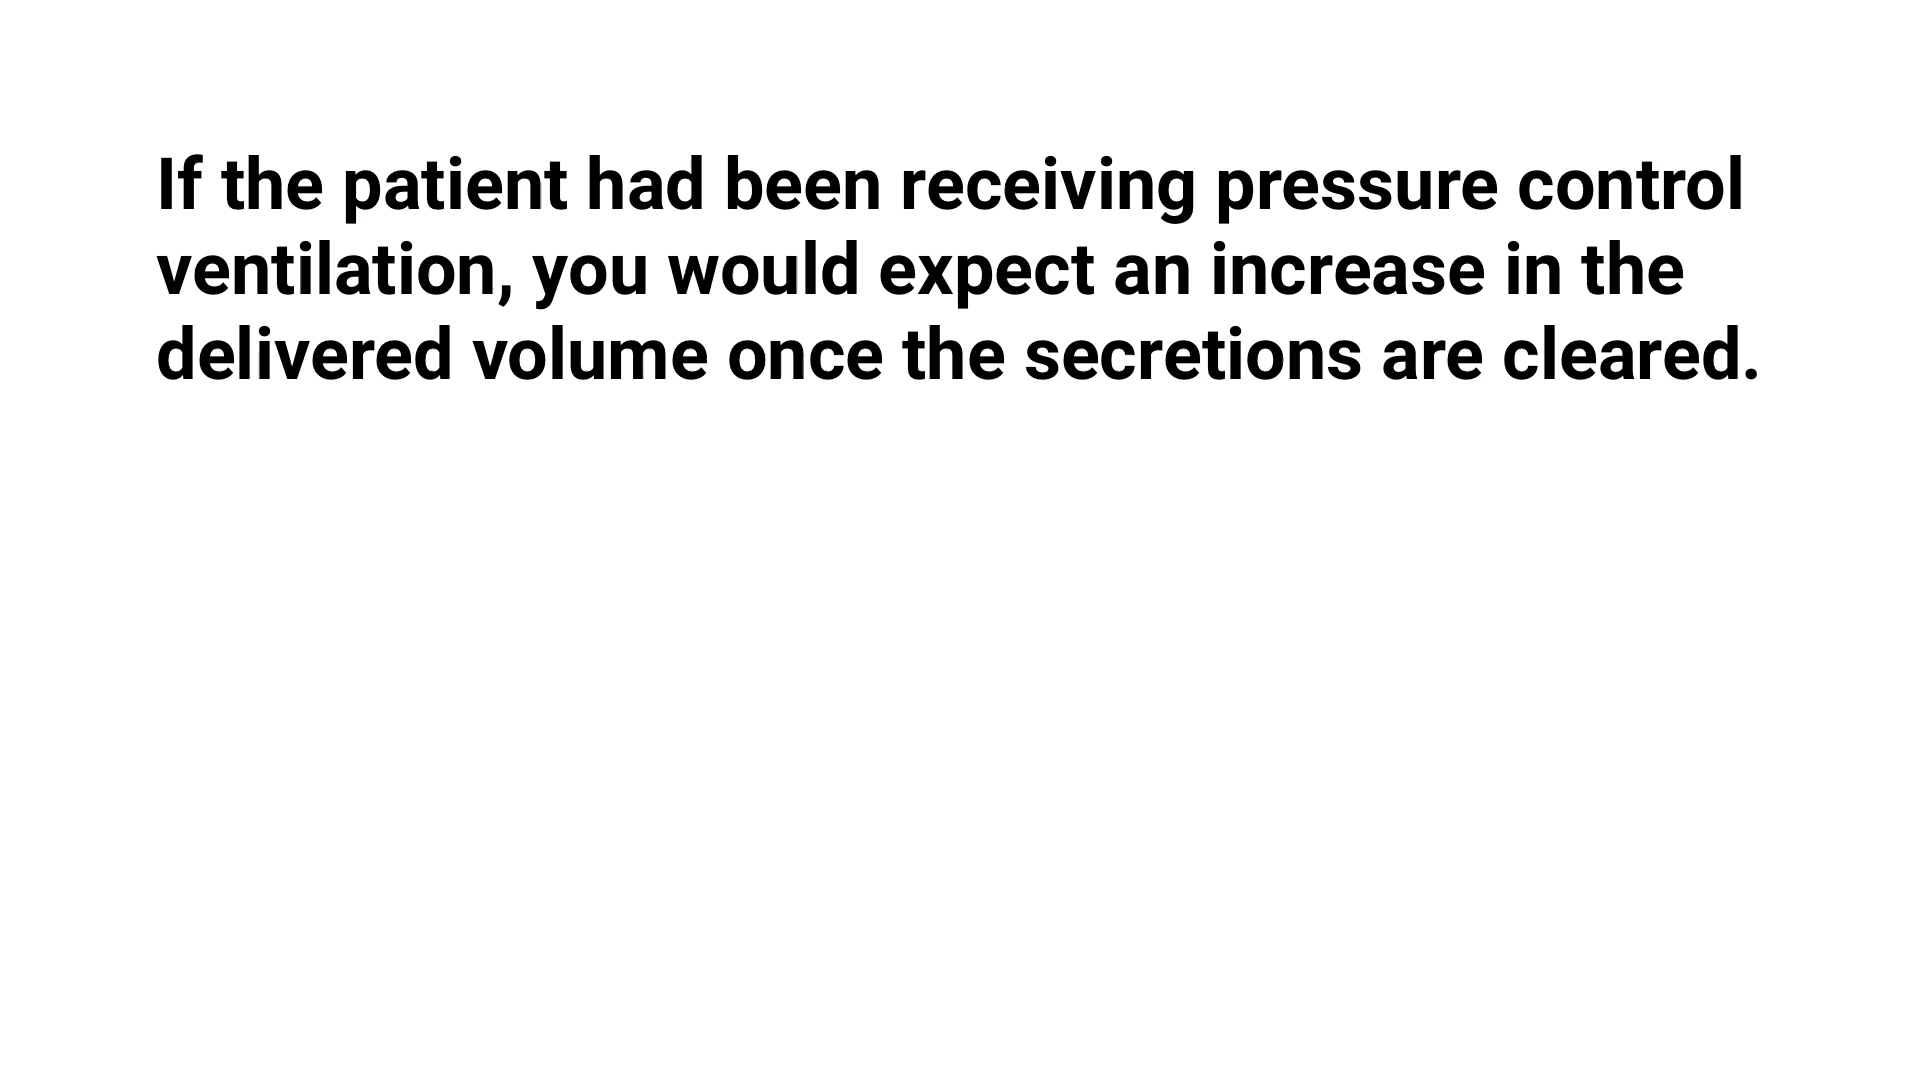 If the patient had been receiving pressure control
ventilation, you would expect an increase in the
delivered volume once the secretions are cleared.